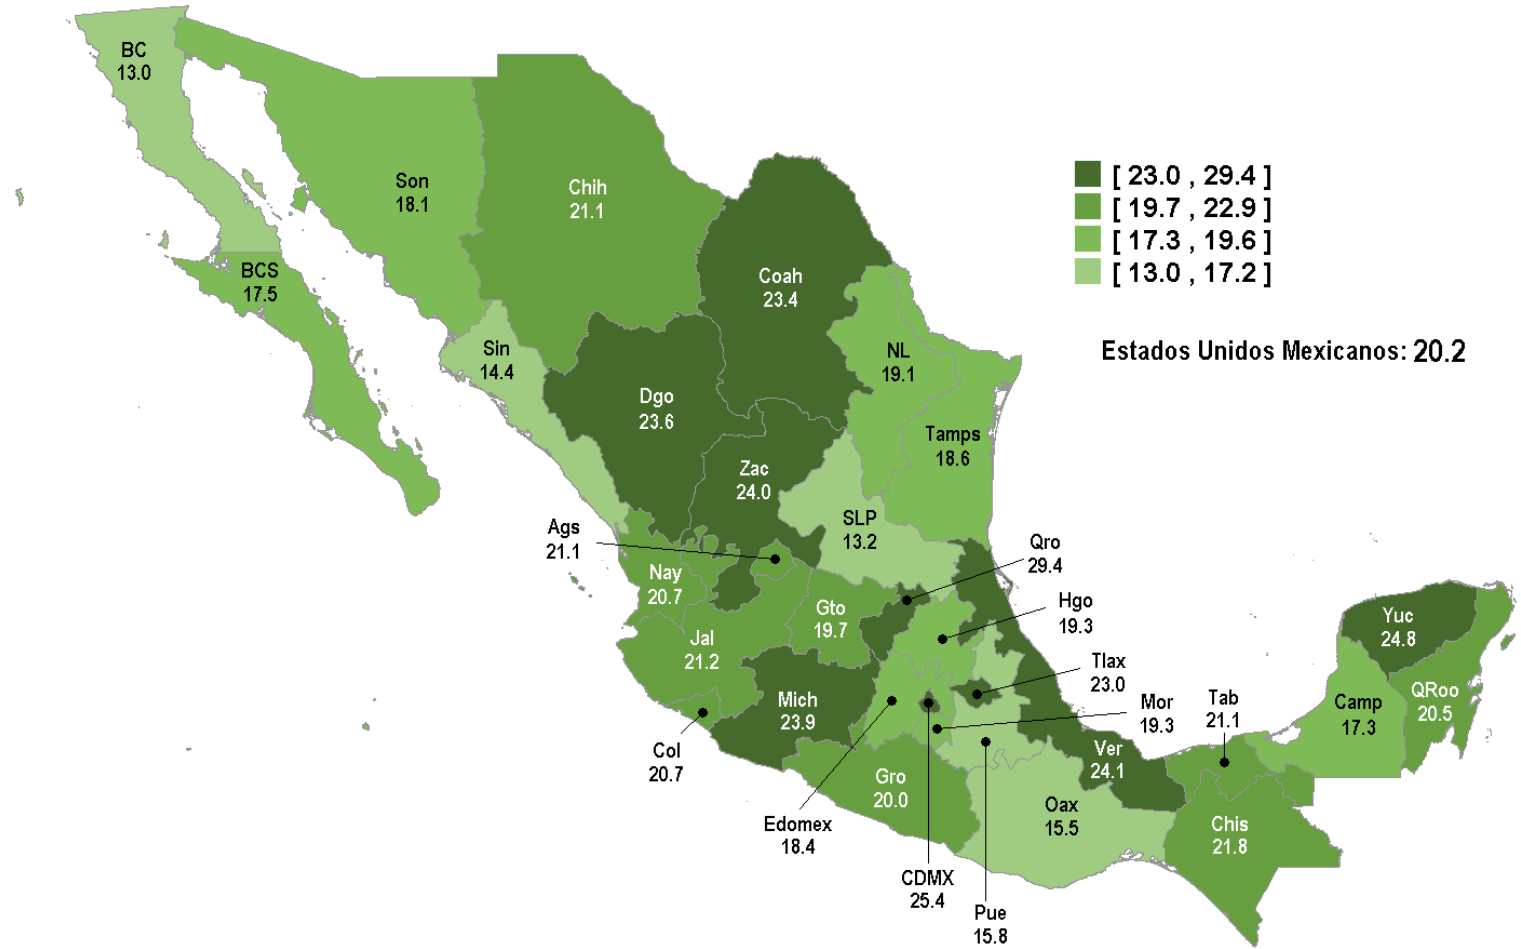 BC
13.0
Son
18.1
Chih
21.1
[ 23.0 , 29.4 ]
[ 19.7 , 22.9 ]
[ 17.3 , 19.6 ]
[ 13.0 , 17.2 ]
BCS
17.5
Coah
23.4
Estados Unidos Mexicanos: 20.2
Sin
14.4
NL
19.1
Dgo
23.6
Tamps
18.6
Zac
24.0
Ags
21.1
SLP
13.2
Qro
29.4
Nay
20.7
Gto
19.7
Hgo
19.3
Yuc
24.8
Jal
21.2
Tlax
23.0
Mich
23.9
Mor
19.3
Tab
21.1
Camp
17.3
QRoo
20.5
Col
20.7
Ver
24.1
Gro
20.0
Edomex
18.4
Oax
15.5
Chis
21.8
CDMX
25.4
Pue
15.8